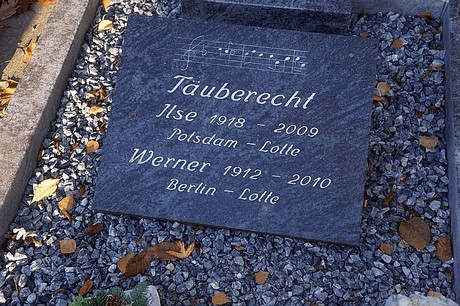 Täuberecht
Ilse 1918 - 2009
Potsdam - Lotte
Werner 1912 - 2010
Berlin - Lotte